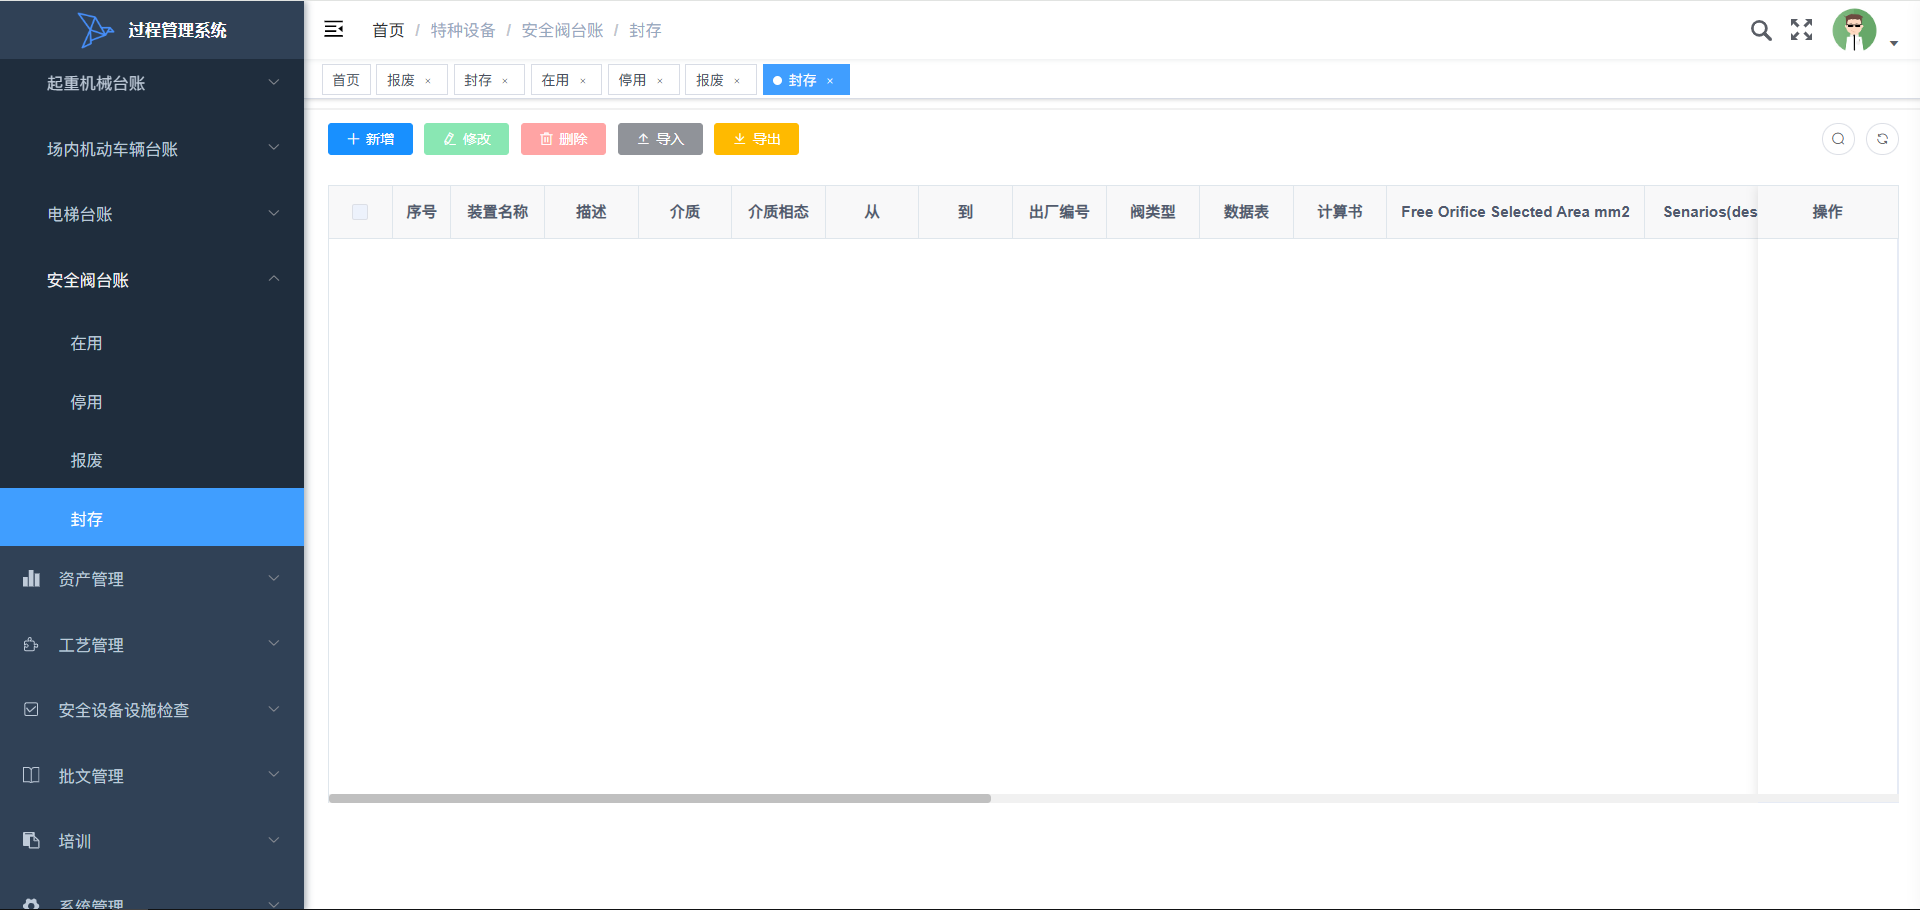 过程管理系统
首页 / 特种设备 / 安全阀台账 / 封存
首页 报废 × 封存 × 在用 × 停用 × 报废 × 封存 ×
新增 修改 删除 导入 导出
序号 装置名称 描述 介质 介质相态 从 到 出厂编号 阀类型 数据表 计算书 Free Orifice Selected Area mm2 Senarios(des 操作
起重机械台账
场内机动车辆台账
电梯台账
安全阀台账
在用
停用
报废
封存
资产管理
工艺管理
安全设备设施检查
批文管理
培训
系统管理